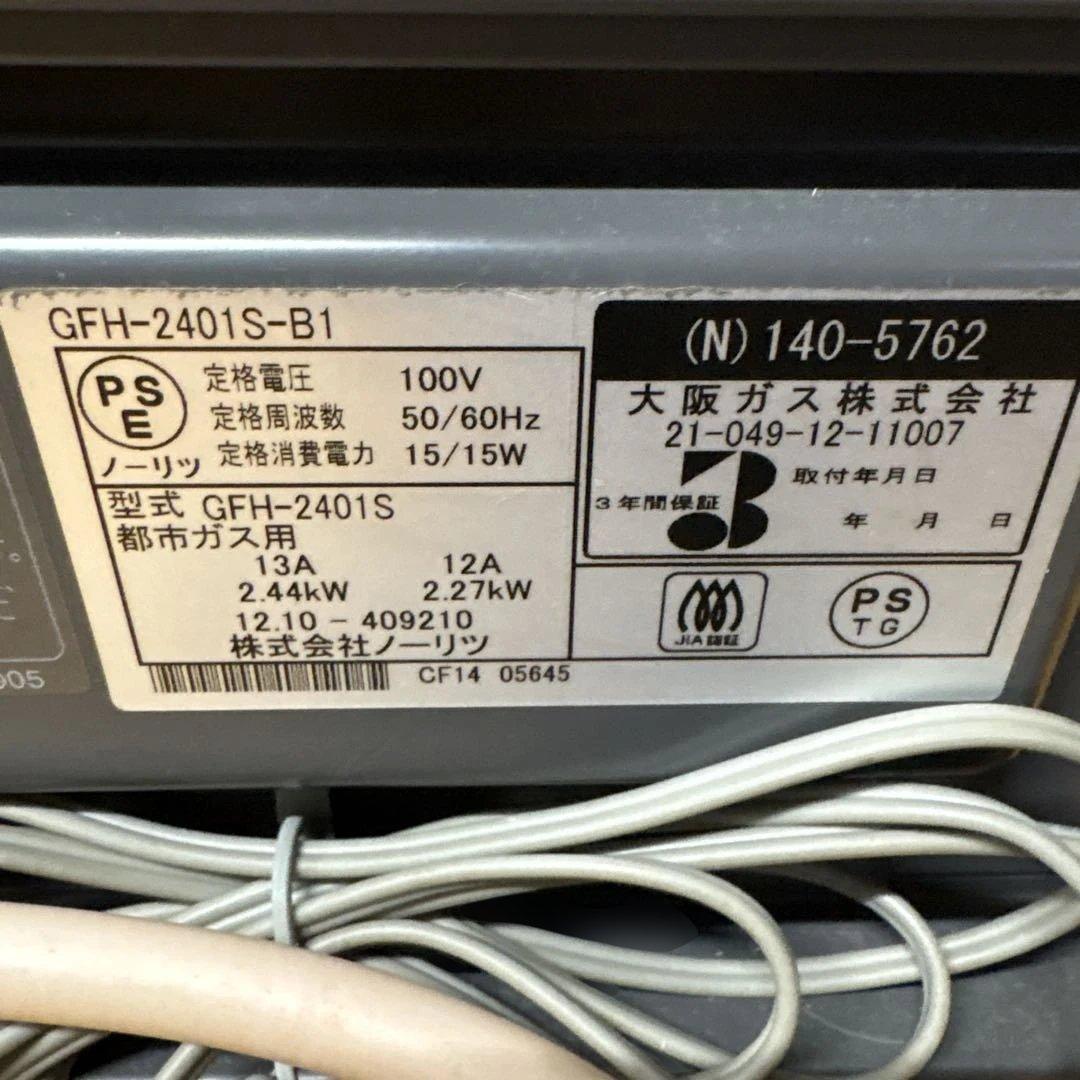 GFH-2401S-B1
PS
E
ノーリツ
定格電圧 100V
定格周波数 50/60Hz
定格消費電力 15/15W
型式 GFH-2401S
都市ガス用
13A 12A
2.44kW 2.27kW
12.10-409210
株式会社ノーリツ
CF14 05645
(N)140-5762
大阪ガス株式会社
21-049-12-11007
3年間保証
取付年月日
年 月 日
JIA認証
PS
TG
005